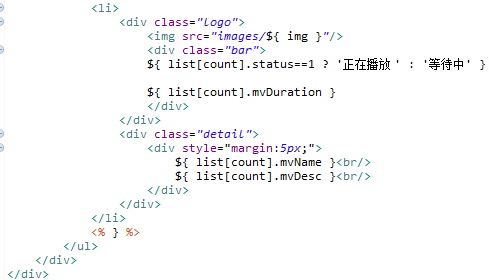 <li>
<div class="logo">
<img src="images/${ img }"/>
<div class="bar">
${ list[count].status==1 ? '正在播放 ' : '等待中' }
${ list[count].mvDuration }
</div>
</div>
<div class="detail">
<div style="margin:5px;">
${ list[count].mvName }<br/>
${ list[count].mvDesc }<br/>
</div>
</div>
</li>
<% } %>
</ul>
</div>
</div>